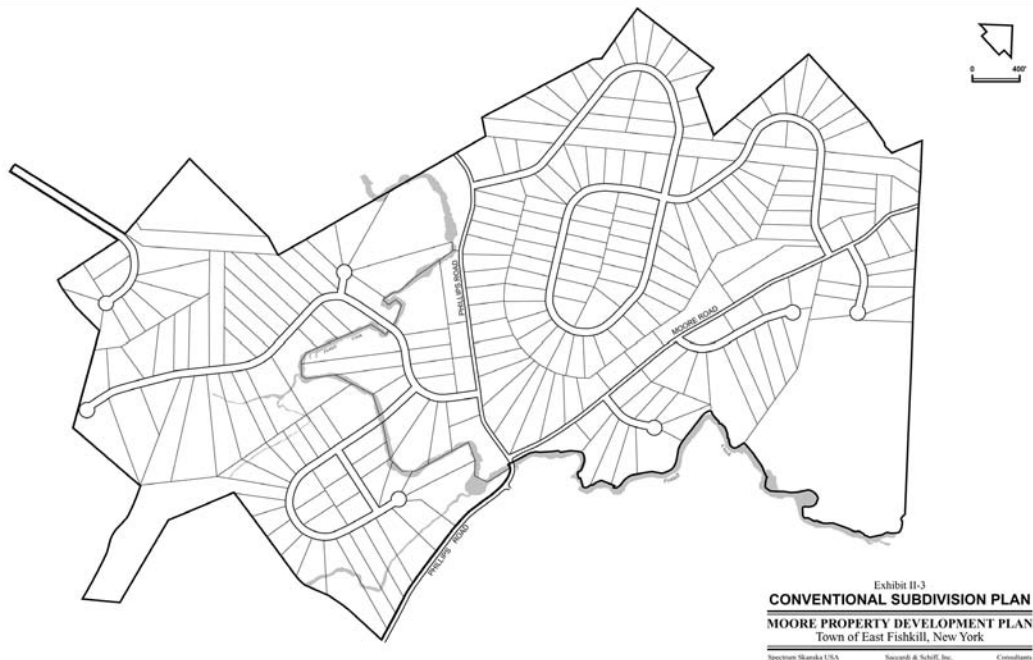 0 400'
PHILLIPS ROAD
MOORE ROAD
PHILLIPS ROAD
Exhibit II-3
CONVENTIONAL SUBDIVISION PLAN
MOORE PROPERTY DEVELOPMENT PLAN
Town of East Fishkill, New York
Spectrum Skanska USA Saccardi & Schiff, Inc. Consultants